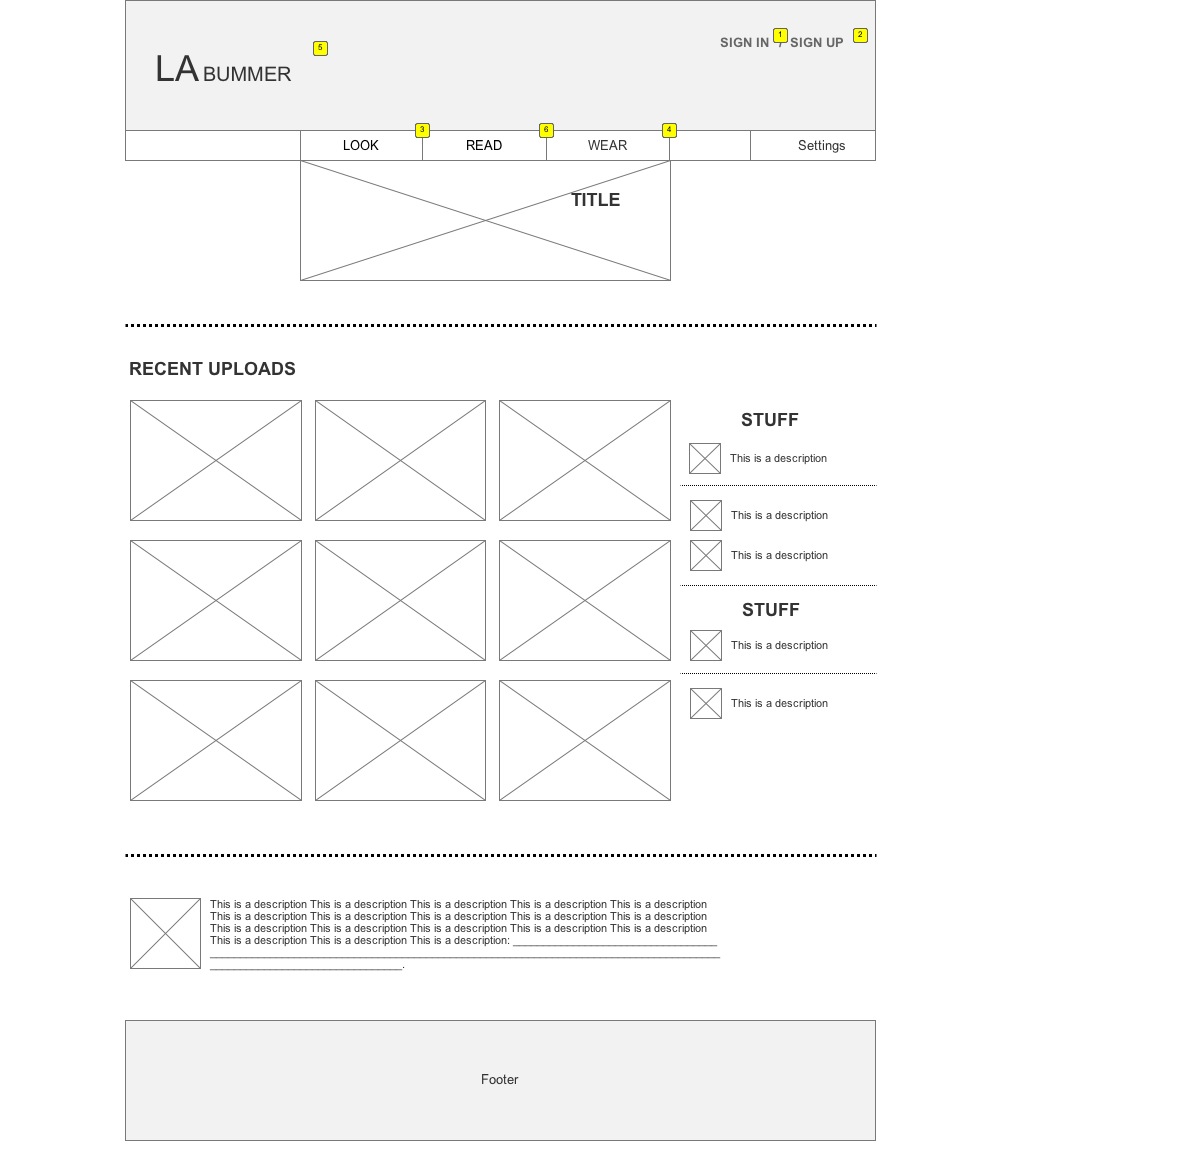 SIGN IN 1 / SIGN UP 2
LA BUMMER 5
LOOK 3 READ 6 WEAR 4 Settings
TITLE
RECENT UPLOADS
STUFF
This is a description
This is a description
This is a description
STUFF
This is a description
This is a description
This is a description This is a description This is a description This is a description This is a description
This is a description This is a description This is a description This is a description This is a description
This is a description This is a description This is a description This is a description This is a description
This is a description This is a description This is a description: __________________________________
_____________________________________________________________________________________
________________________________.
Footer